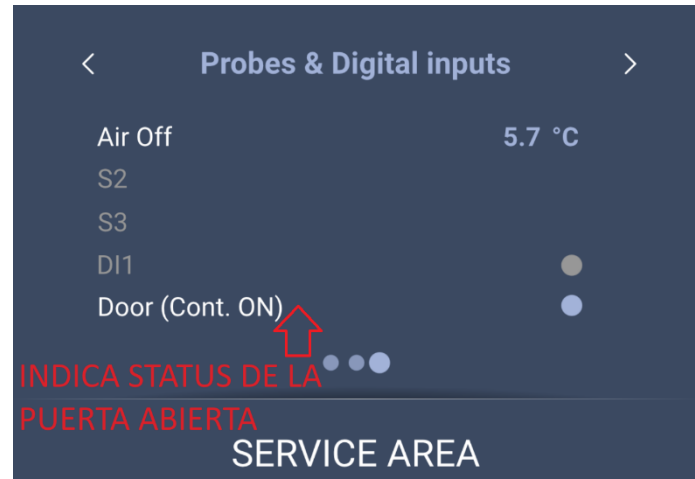 < Probes & Digital inputs >
Air Off 5.7 °C
S2
S3
DI1
Door (Cont. ON)
INDICA STATUS DE LA
PUERTA ABIERTA
SERVICE AREA